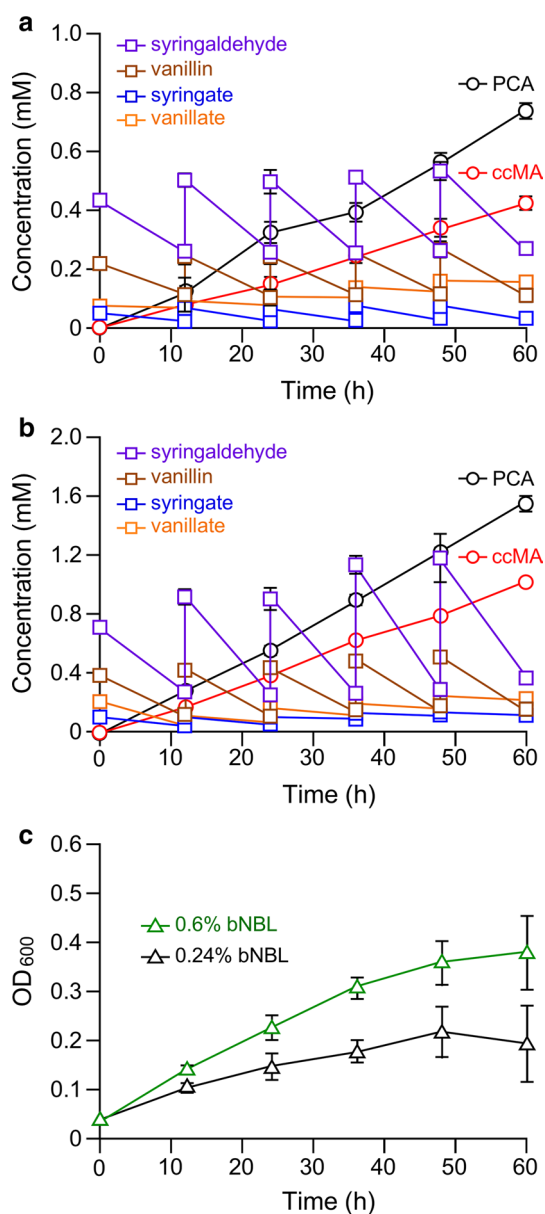 a
Concentration (mM)
1.0
0.8
0.6
0.4
0.2
0
syringaldehyde
vanillin
syringate
vanillate
PCA
ccMA
0 10 20 30 40 50 60
Time (h)
b
Concentration (mM)
2.0
1.6
1.2
0.8
0.4
0
syringaldehyde
vanillin
syringate
vanillate
PCA
ccMA
0 10 20 30 40 50 60
Time (h)
c
OD600
0.6
0.5
0.4
0.3
0.2
0.1
0
0.6% bNBL
0.24% bNBL
0 10 20 30 40 50 60
Time (h)